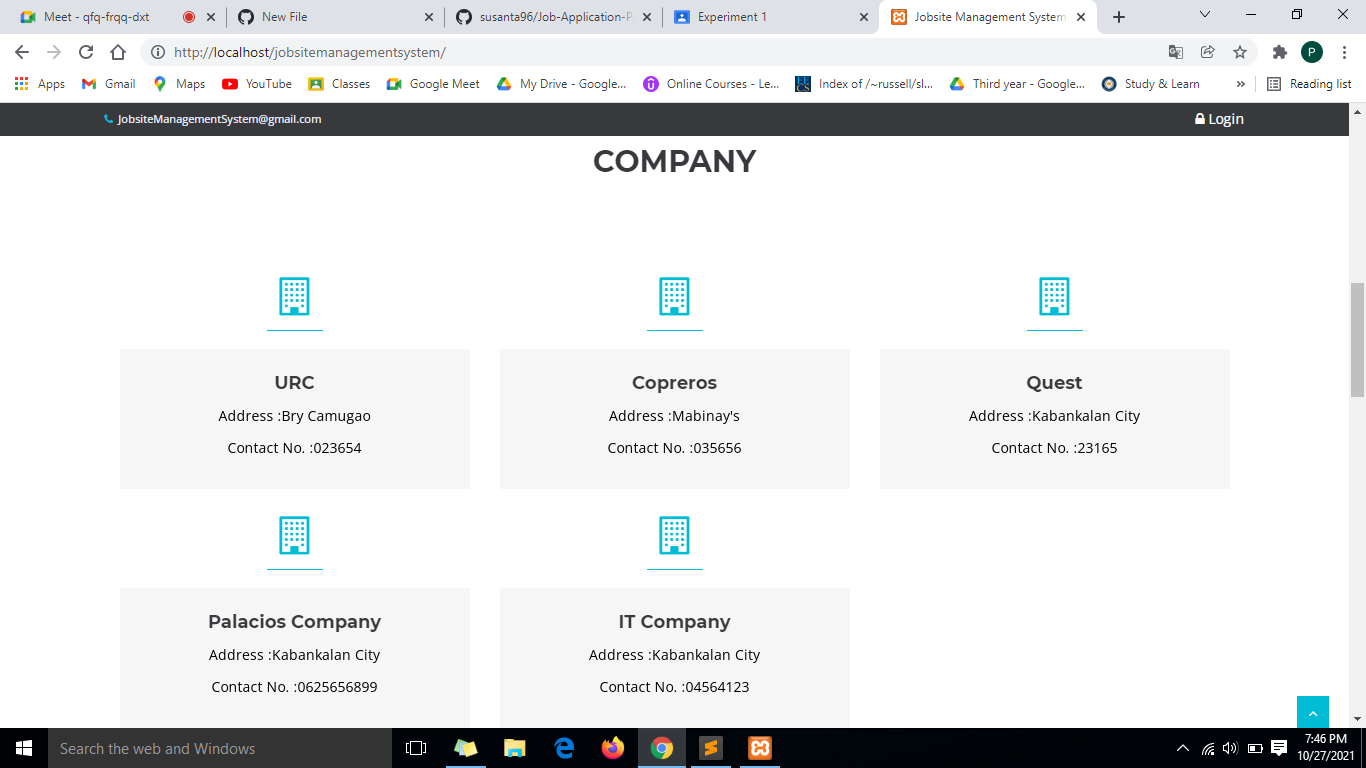 Meet - qfq-frqq-dxt
New File
susanta96/Job-Application-P
Experiment 1
Jobsite Management System
http://localhost/jobsitemanagementsystem/
P
Apps
Gmail
Maps
YouTube
Classes
Google Meet
My Drive - Google...
Online Courses - Le...
Index of /~russell/sl...
Third year - Google...
Study & Learn
»
Reading list
JobsiteManagementSystem@gmail.com
Login
COMPANY
URC
Address :Bry Camugao
Contact No. :023654
Copreros
Address :Mabinay's
Contact No. :035656
Quest
Address :Kabankalan City
Contact No. :23165
Palacios Company
Address :Kabankalan City
Contact No. :0625656899
IT Company
Address :Kabankalan City
Contact No. :04564123
Search the web and Windows
7:46 PM
10/27/2021